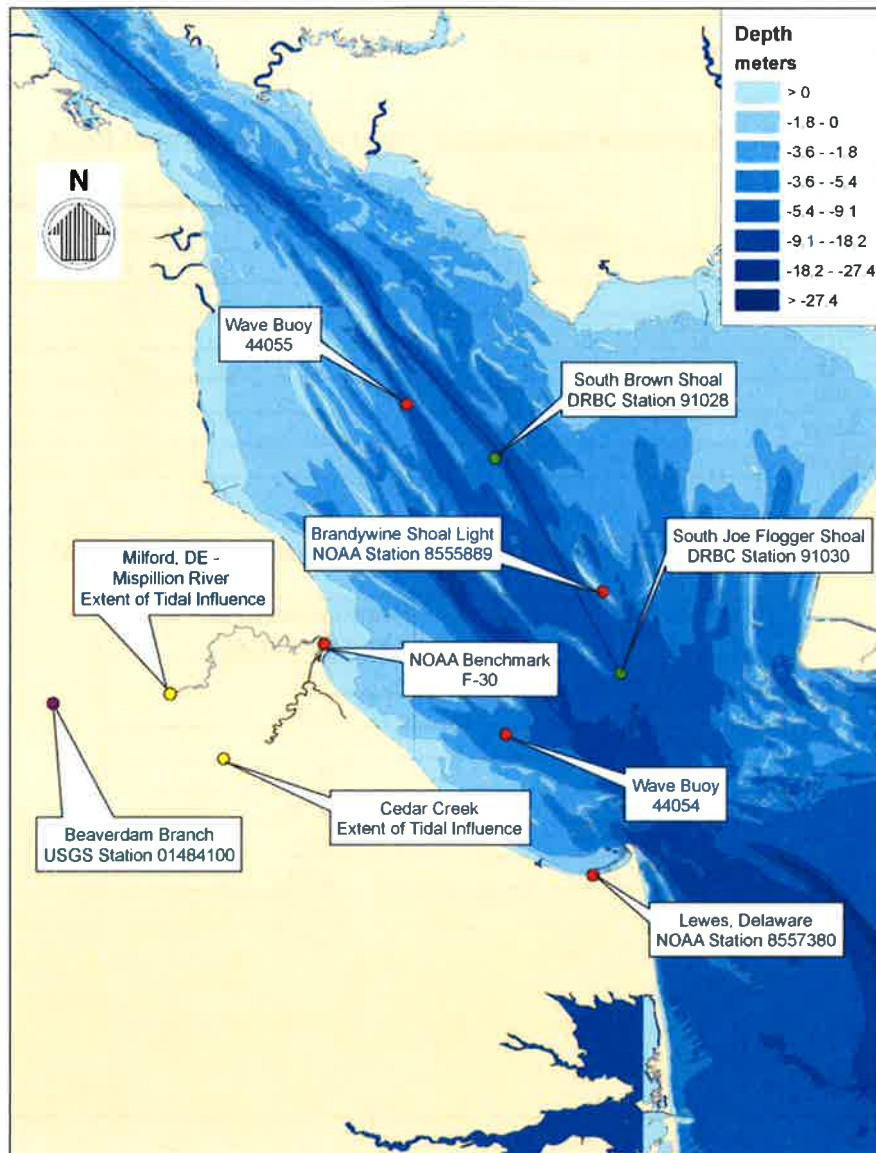 Depth
meters
> 0
-1.8 - 0
-3.6 - -1.8
-3.6 - -5.4
-5.4 - -9.1
-9.1 - -18.2
-18.2 - -27.4
> -27.4
N
Wave Buoy
44055
South Brown Shoal
DRBC Station 91028
Brandywine Shoal Light
NOAA Station 8555889
South Joe Flogger Shoal
DRBC Station 91030
Milford, DE -
Mispillion River
Extent of Tidal Influence
NOAA Benchmark
F-30
Wave Buoy
44054
Cedar Creek
Extent of Tidal Influence
Beaverdam Branch
USGS Station 01484100
Lewes, Delaware
NOAA Station 8557380